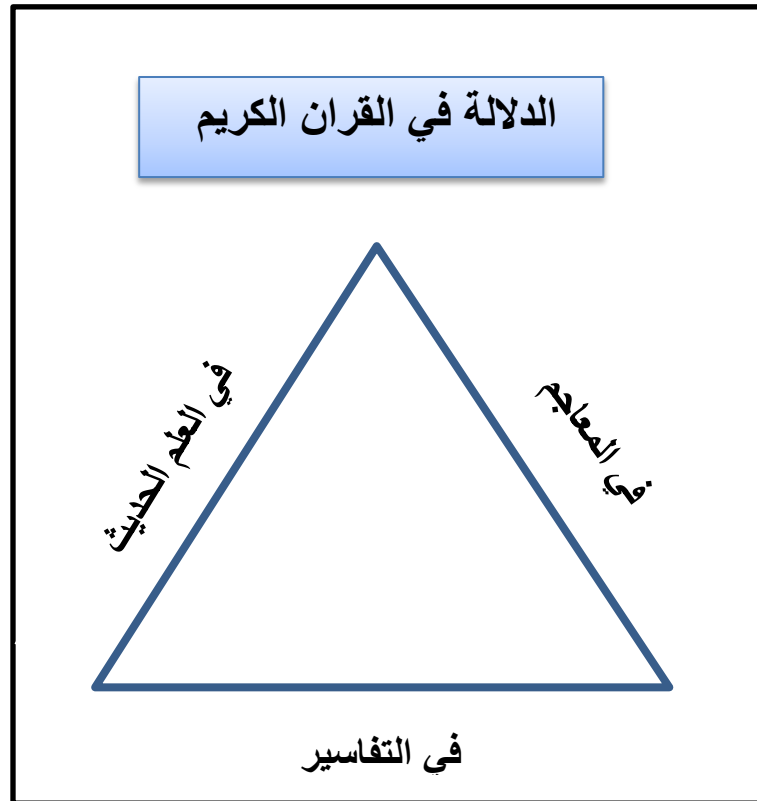 الدلالة في القران الكريم
في المعاجم
في العلم الحديث
في التفاسير